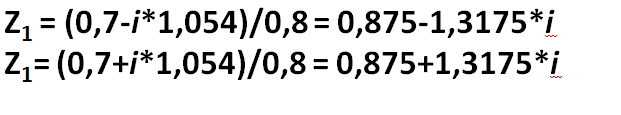 Z₁ = (0,7-i*1,054)/0,8 = 0,875-1,3175*i
Z₁= (0,7+i*1,054)/0,8 = 0,875+1,3175*i